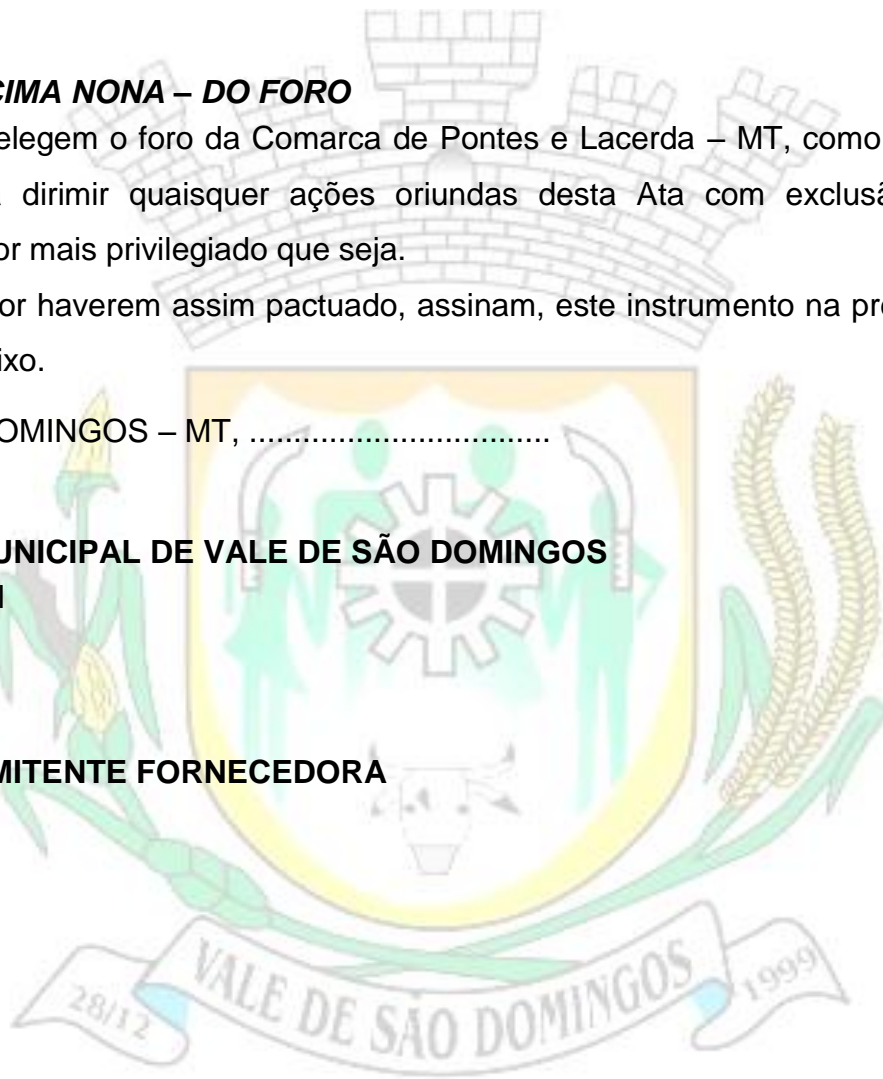 CIMA NONA – DO FORO
elegem o foro da Comarca de Pontes e Lacerda – MT, como
dirimir quaisquer ações oriundas desta Ata com exclusã
or mais privilegiado que seja.
or haverem assim pactuado, assinam, este instrumento na pre
ixo.
OMINGOS – MT, ..................................
UNICIPAL DE VALE DE SÃO DOMINGOS
MITENTE FORNECEDORA
28/12 VALE DE SÃO DOMINGOS 1999